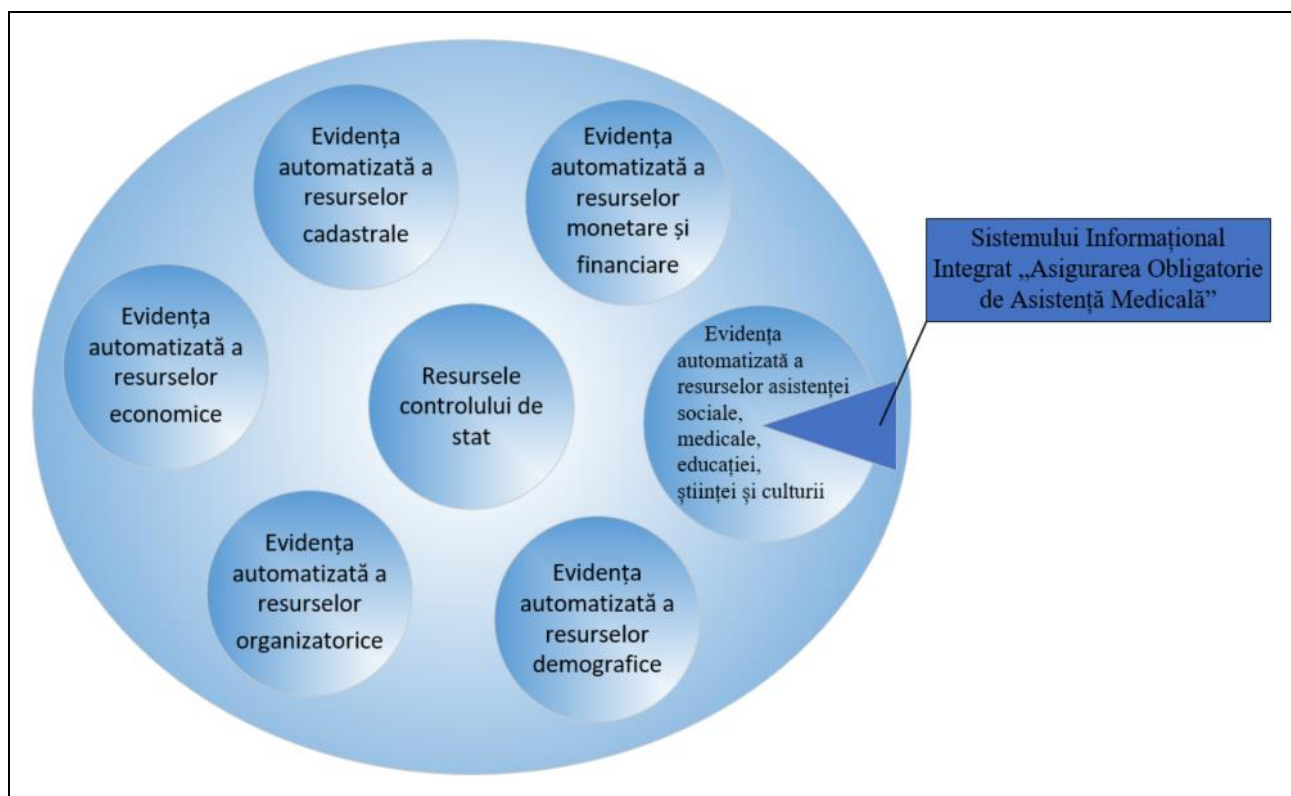 Evidența
automatizată a
resurselor
cadastrale
Evidența
automatizată a
resurselor
monetare și
financiare
Sistemului Informațional
Integrat „Asigurarea Obligatorie
de Asistență Medicală”
Evidența
automatizată a
resurselor
economice
Resursele
controlului de
stat
Evidența
automatizată a
resurselor asistenței
sociale,
medicale,
educației,
științei și culturii
Evidența
automatizată a
resurselor
organizatorice
Evidența
automatizată a
resurselor
demografice